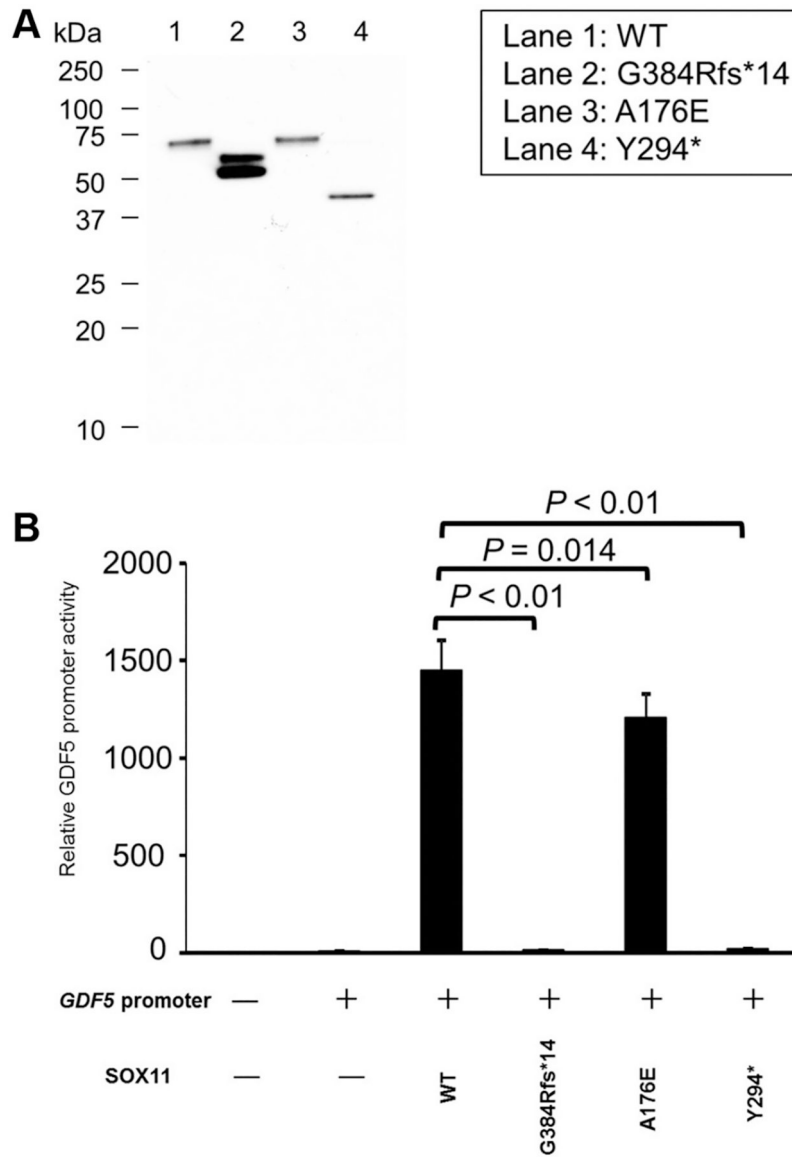 A
kDa 1 2 3 4
250
100
75
50
37
25
20
10
Lane 1: WT
Lane 2: G384Rfs*14
Lane 3: A176E
Lane 4: Y294*
B
P < 0.01
P = 0.014
P < 0.01
Relative GDF5 promoter activity
2000
1500
1000
500
0
GDF5 promoter — + + + + +
SOX11 — — WT G384Rfs*14 A176E Y294*